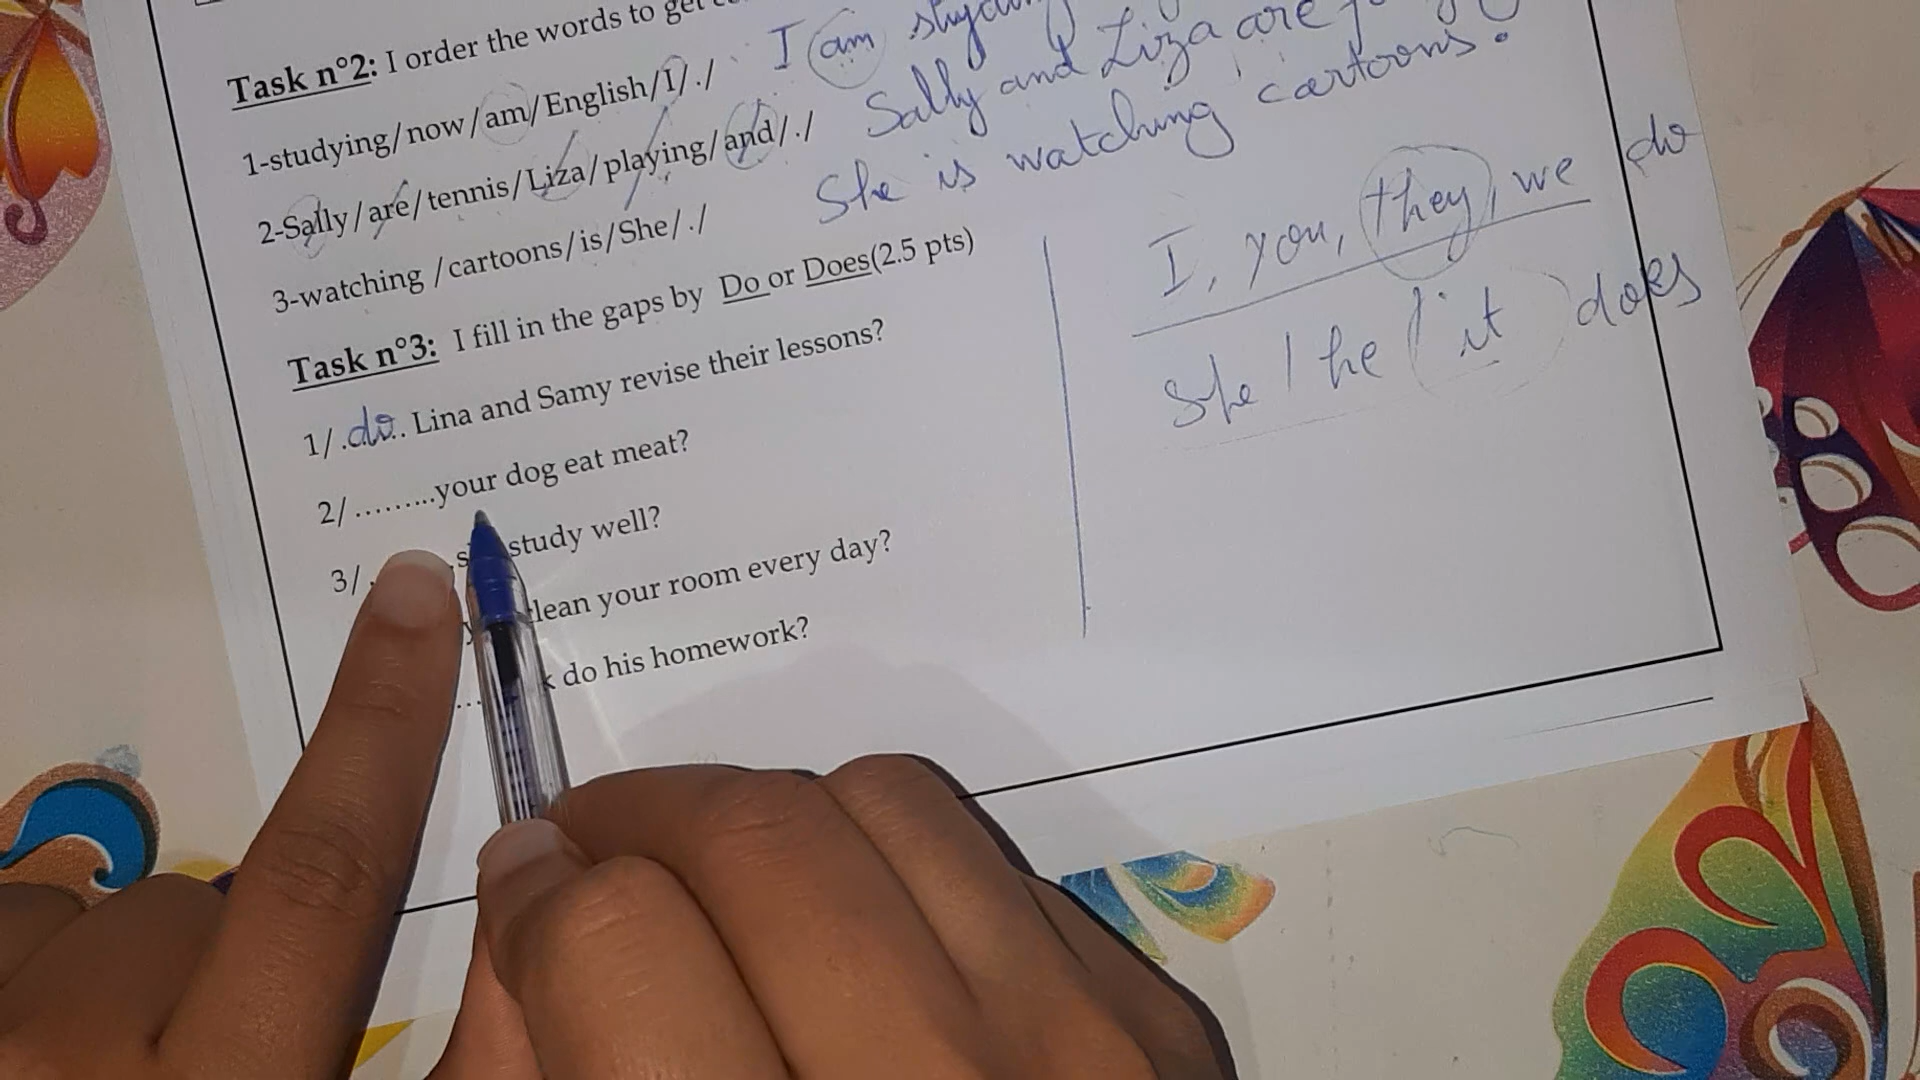 Task n°2: I order the words to get
I am
1-studying/now/am/English/I/./
Sally and Liza are
2-Sally/are/tennis/Liza/playing/and/./
She is watching cartoons.
3-watching /cartoons/is/She/./
Task n°3: I fill in the gaps by Do or Does(2.5 pts)
1/.do.. Lina and Samy revise their lessons?
2/.........your dog eat meat?
3/ study well?
your room every day?
do his homework?
I, you, they, we do
She / he / it does